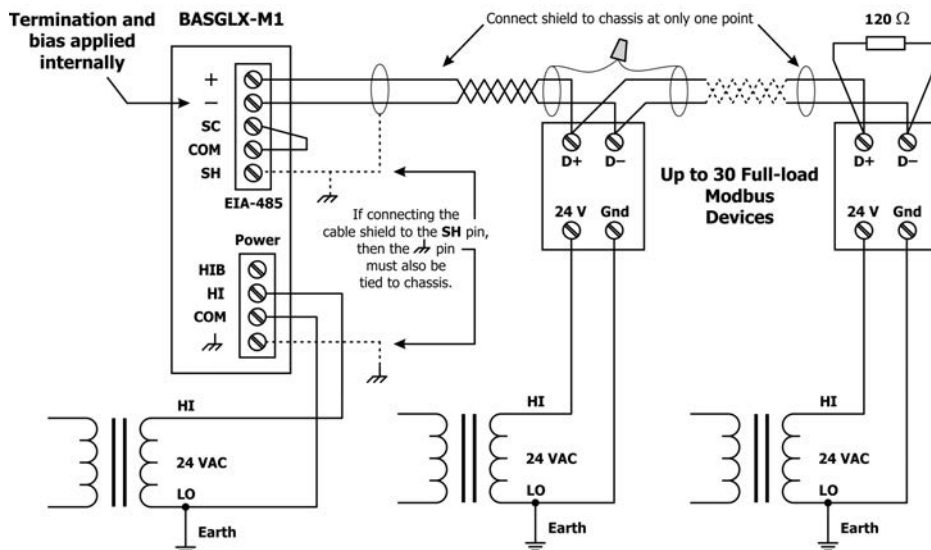 Termination and
bias applied
internally
BASGLX-M1
+
−
SC
COM
SH
EIA-485
Power
HIB
HI
COM
Connect shield to chassis at only one point
120 Ω
If connecting the
cable shield to the SH pin,
then the pin
must also be
tied to chassis.
D+ D−
24 V Gnd
Up to 30 Full-load
Modbus
Devices
D+ D−
24 V Gnd
HI
24 VAC
LO
Earth
HI
24 VAC
LO
Earth
HI
24 VAC
LO
Earth